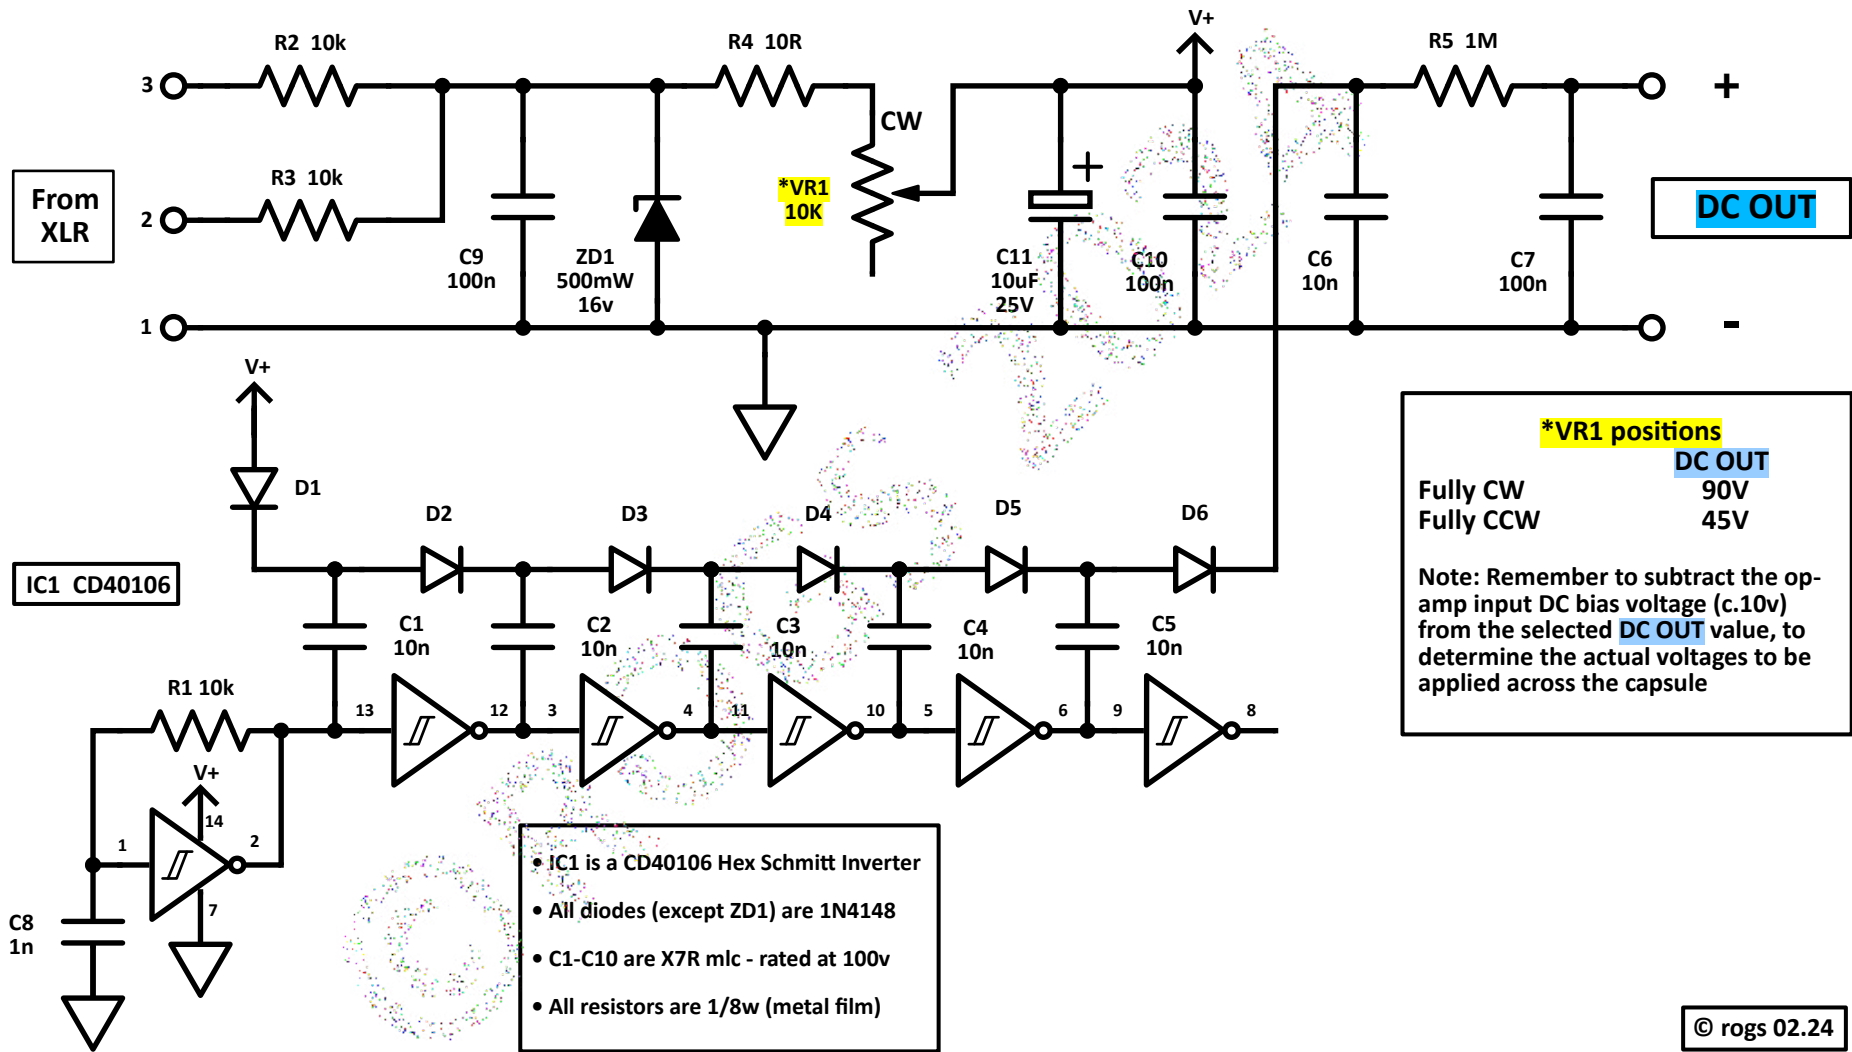 V+
R2 10k
R4 10R
R5 1M
3
CW
+
+
From
XLR
R3 10k
2
*VR1
10K
DC OUT
C9
100n
ZD1
500mW
16v
C11
10uF
25V
C10
100n
C6
10n
C7
100n
1
-
V+
D1
D2
D3
D4
D5
D6
IC1 CD40106
C1
10n
C2
10n
C3
10n
C4
10n
C5
10n
R1 10k
13
12
3
4
11
10
5
6
9
8
V+
14
1
2
7
C8
1n
*VR1 positions
DC OUT
Fully CW 90V
Fully CCW 45V
Note: Remember to subtract the op-
amp input DC bias voltage (c.10v)
from the selected DC OUT value, to
determine the actual voltages to be
applied across the capsule
• IC1 is a CD40106 Hex Schmitt Inverter
• All diodes (except ZD1) are 1N4148
• C1-C10 are X7R mlc - rated at 100v
• All resistors are 1/8w (metal film)
© rogs 02.24
© ROGS 2024